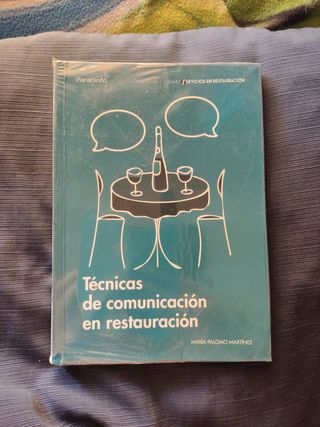 Paraninfo
/ SERVICIOS EN RESTAURACIÓN
Técnicas
de comunicación
en restauración
MARÍA PALOMO MARTÍNEZ